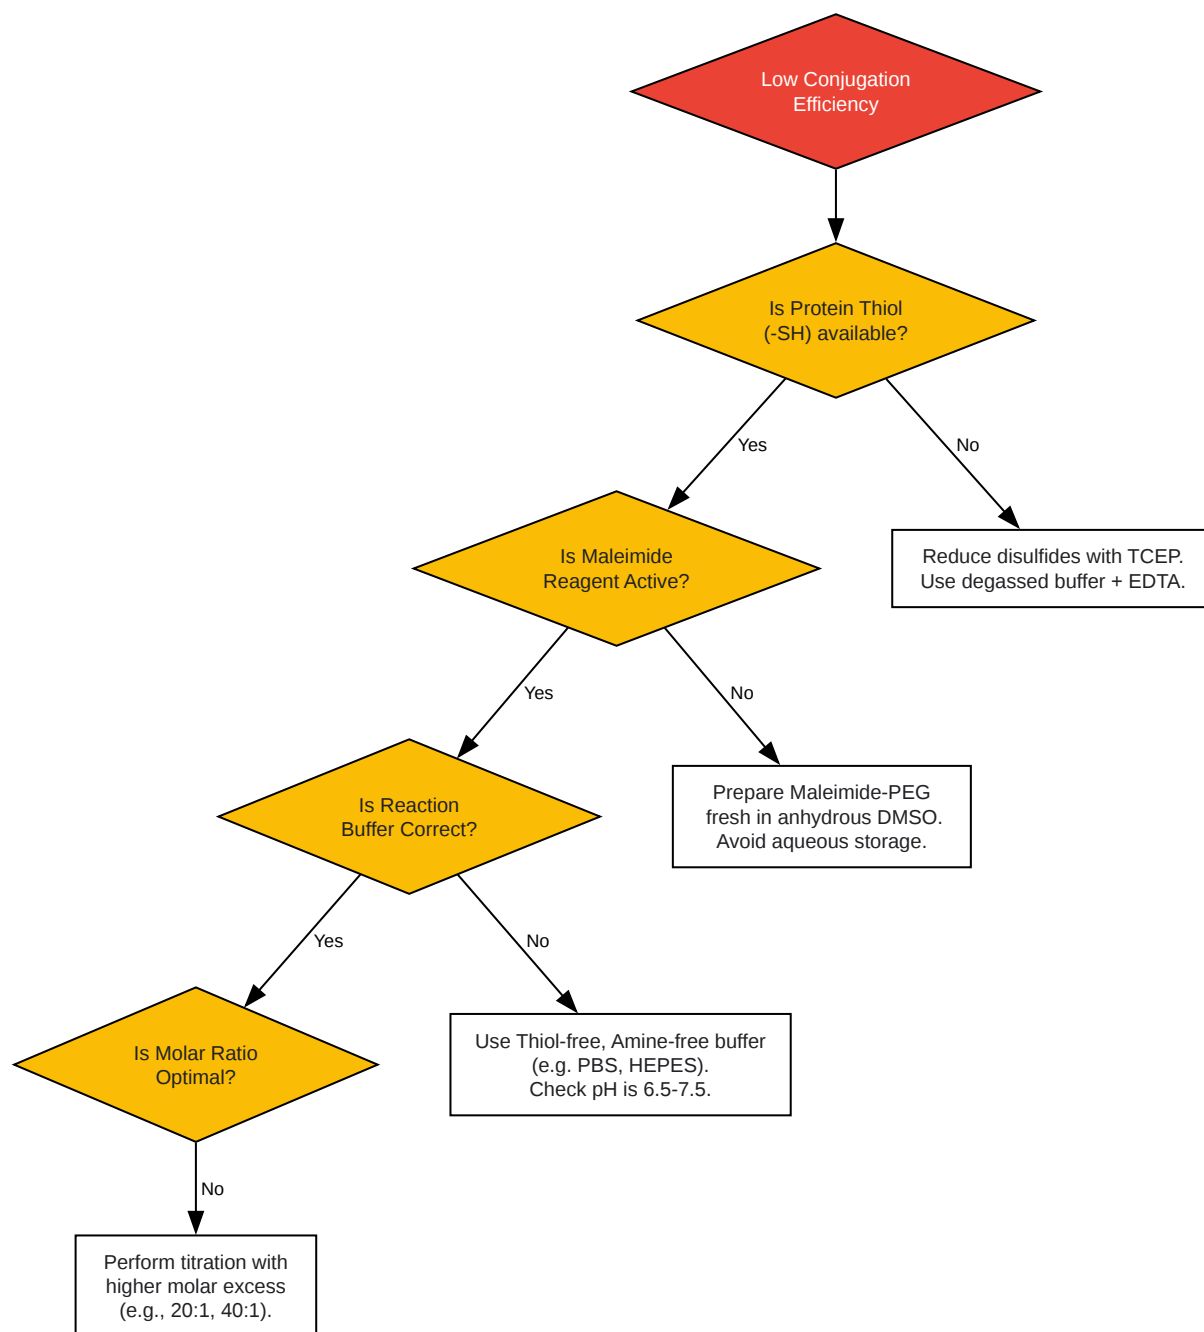 Low Conjugation
Efficiency
Is Protein Thiol
(-SH) available?
Yes
No
Is Maleimide
Reagent Active?
Reduce disulfides with TCEP.
Use degassed buffer + EDTA.
Yes
No
Is Reaction
Buffer Correct?
Prepare Maleimide-PEG
fresh in anhydrous DMSO.
Avoid aqueous storage.
Yes
No
Is Molar Ratio
Optimal?
Use Thiol-free, Amine-free buffer
(e.g. PBS, HEPES).
Check pH is 6.5-7.5.
No
Perform titration with
higher molar excess
(e.g., 20:1, 40:1).